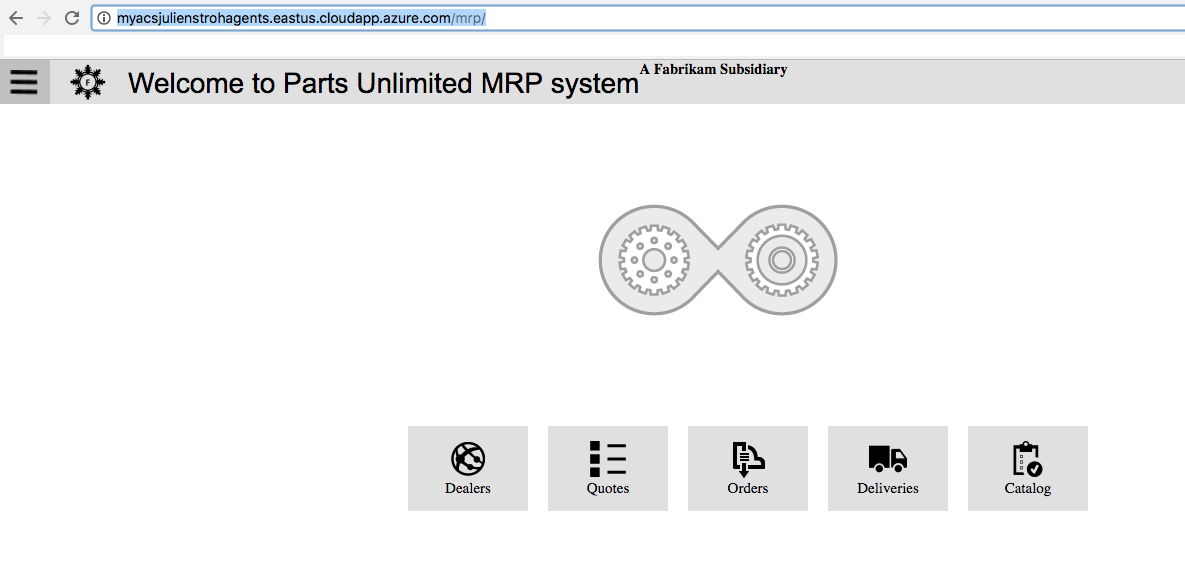 myacsjulienstrohagents.eastus.cloudapp.azure.com/mrp/
Welcome to Parts Unlimited MRP system A Fabrikam Subsidiary
F
Dealers
Quotes
Orders
Deliveries
Catalog